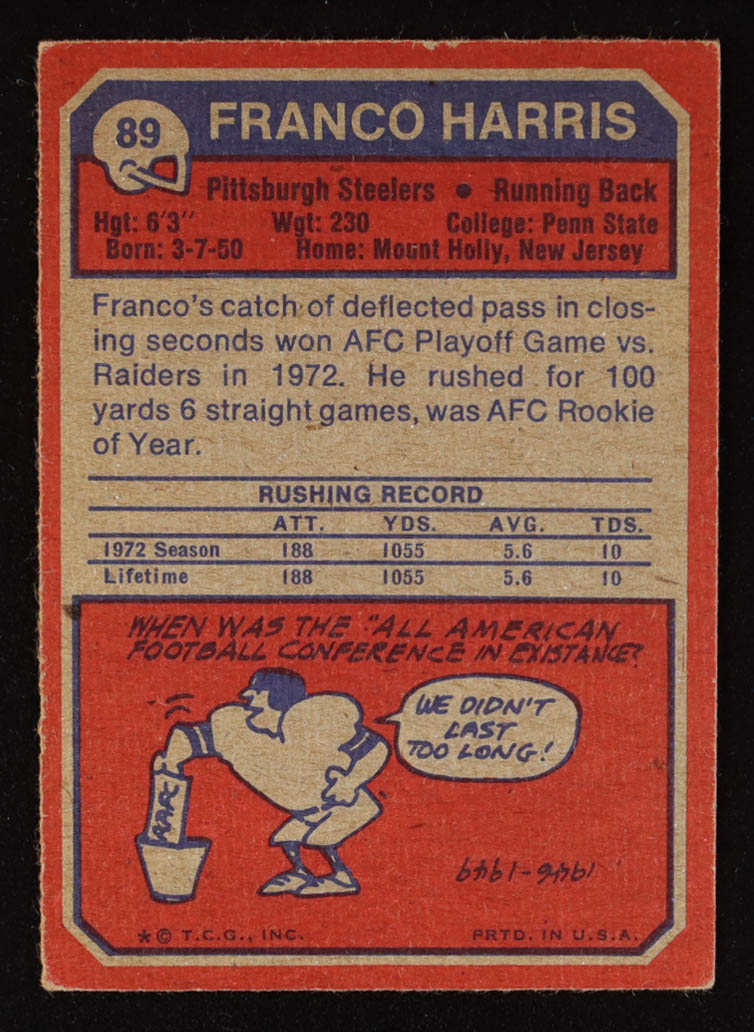 89
FRANCO HARRIS
Pittsburgh Steelers • Running Back
Hgt: 6'3" Wgt: 230 College: Penn State
Born: 3-7-50 Home: Mount Holly, New Jersey
Franco's catch of deflected pass in clos-
ing seconds won AFC Playoff Game vs.
Raiders in 1972. He rushed for 100
yards 6 straight games, was AFC Rookie
of Year.
RUSHING RECORD
ATT. YDS. AVG. TDS.
1972 Season 188 1055 5.6 10
Lifetime 188 1055 5.6 10
WHEN WAS THE "ALL AMERICAN
FOOTBALL CONFERENCE IN EXISTANCE?
WE DIDN'T
LAST
TOO LONG!
AAFC
1946-1949
*© T.C.G., INC. PRTD. IN U.S.A.